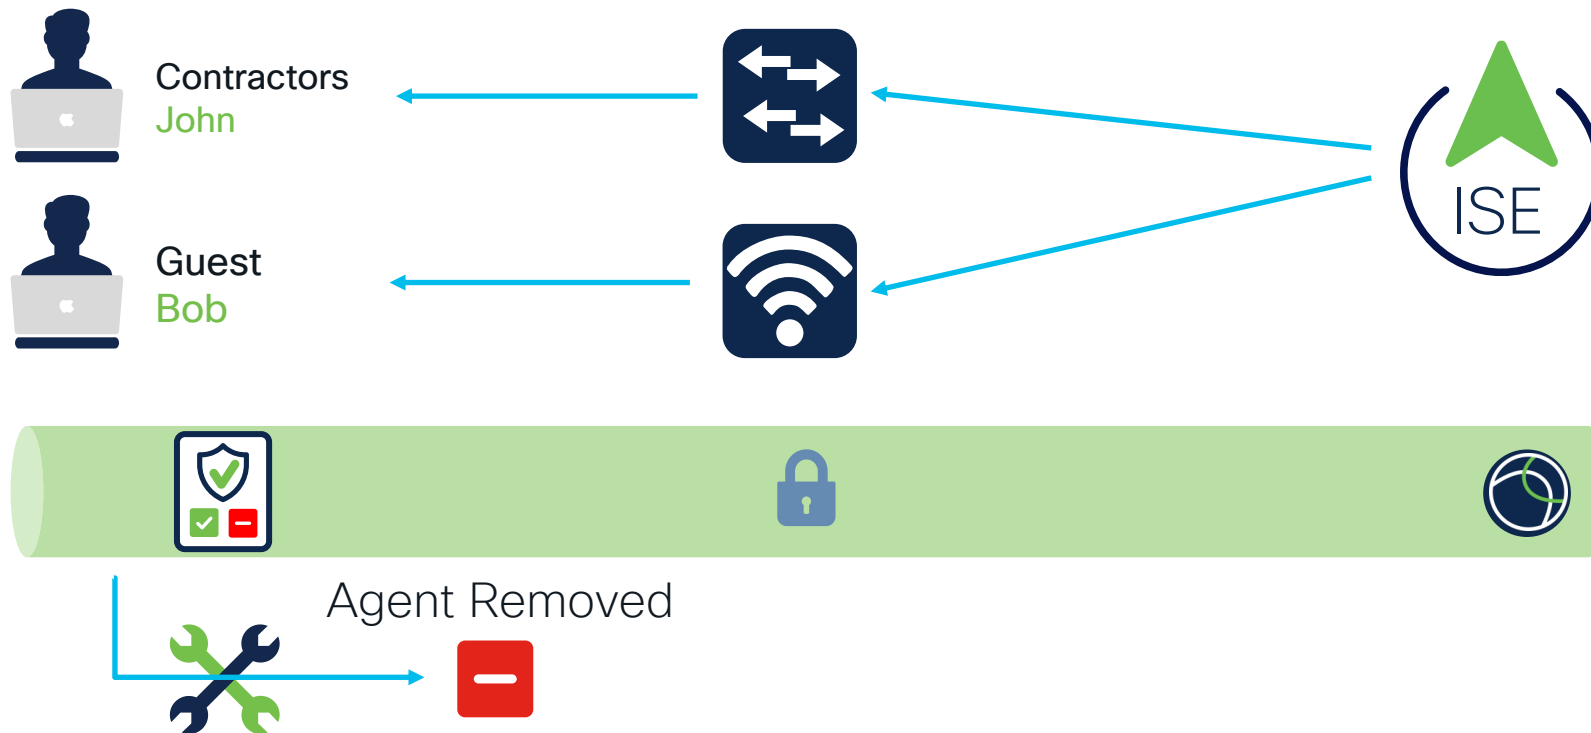 Contractors
John
ISE
Guest
Bob
Agent Removed